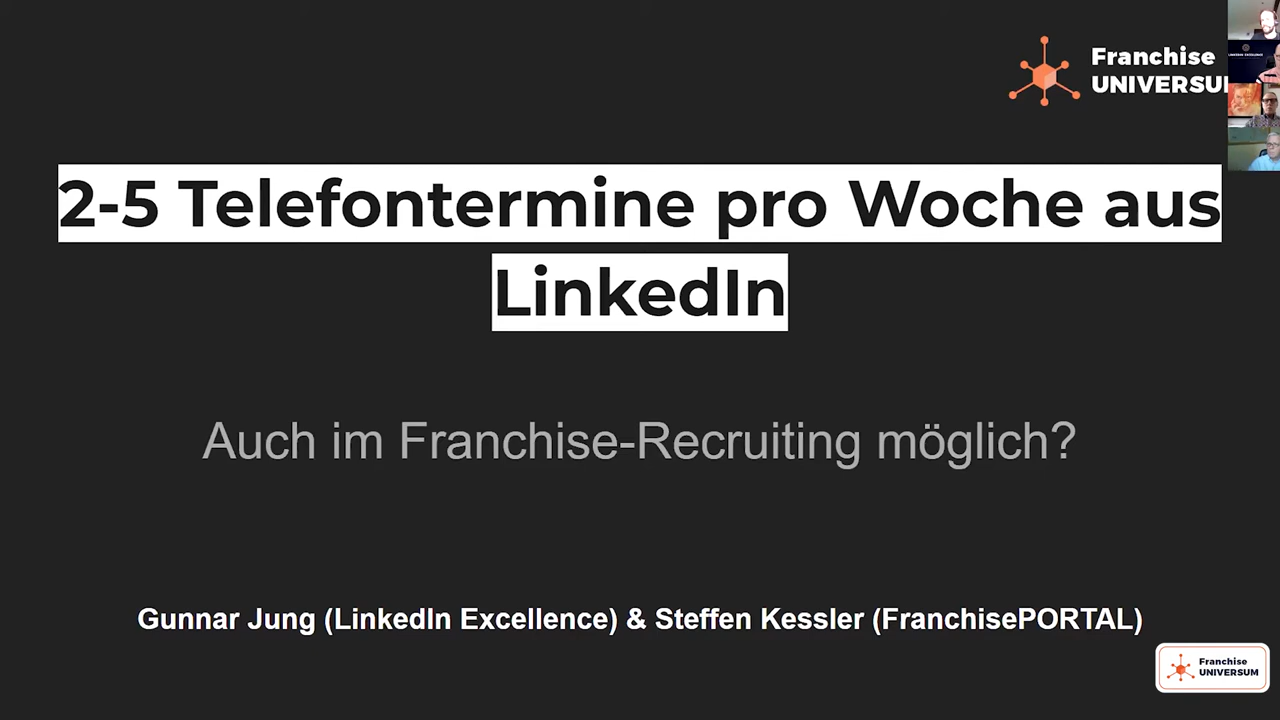 Franchise
UNIVERSU
2-5 Telefontermine pro Woche aus
LinkedIn
Auch im Franchise-Recruiting möglich?
Gunnar Jung (LinkedIn Excellence) & Steffen Kessler (FranchisePORTAL)
Franchise
UNIVERSUM